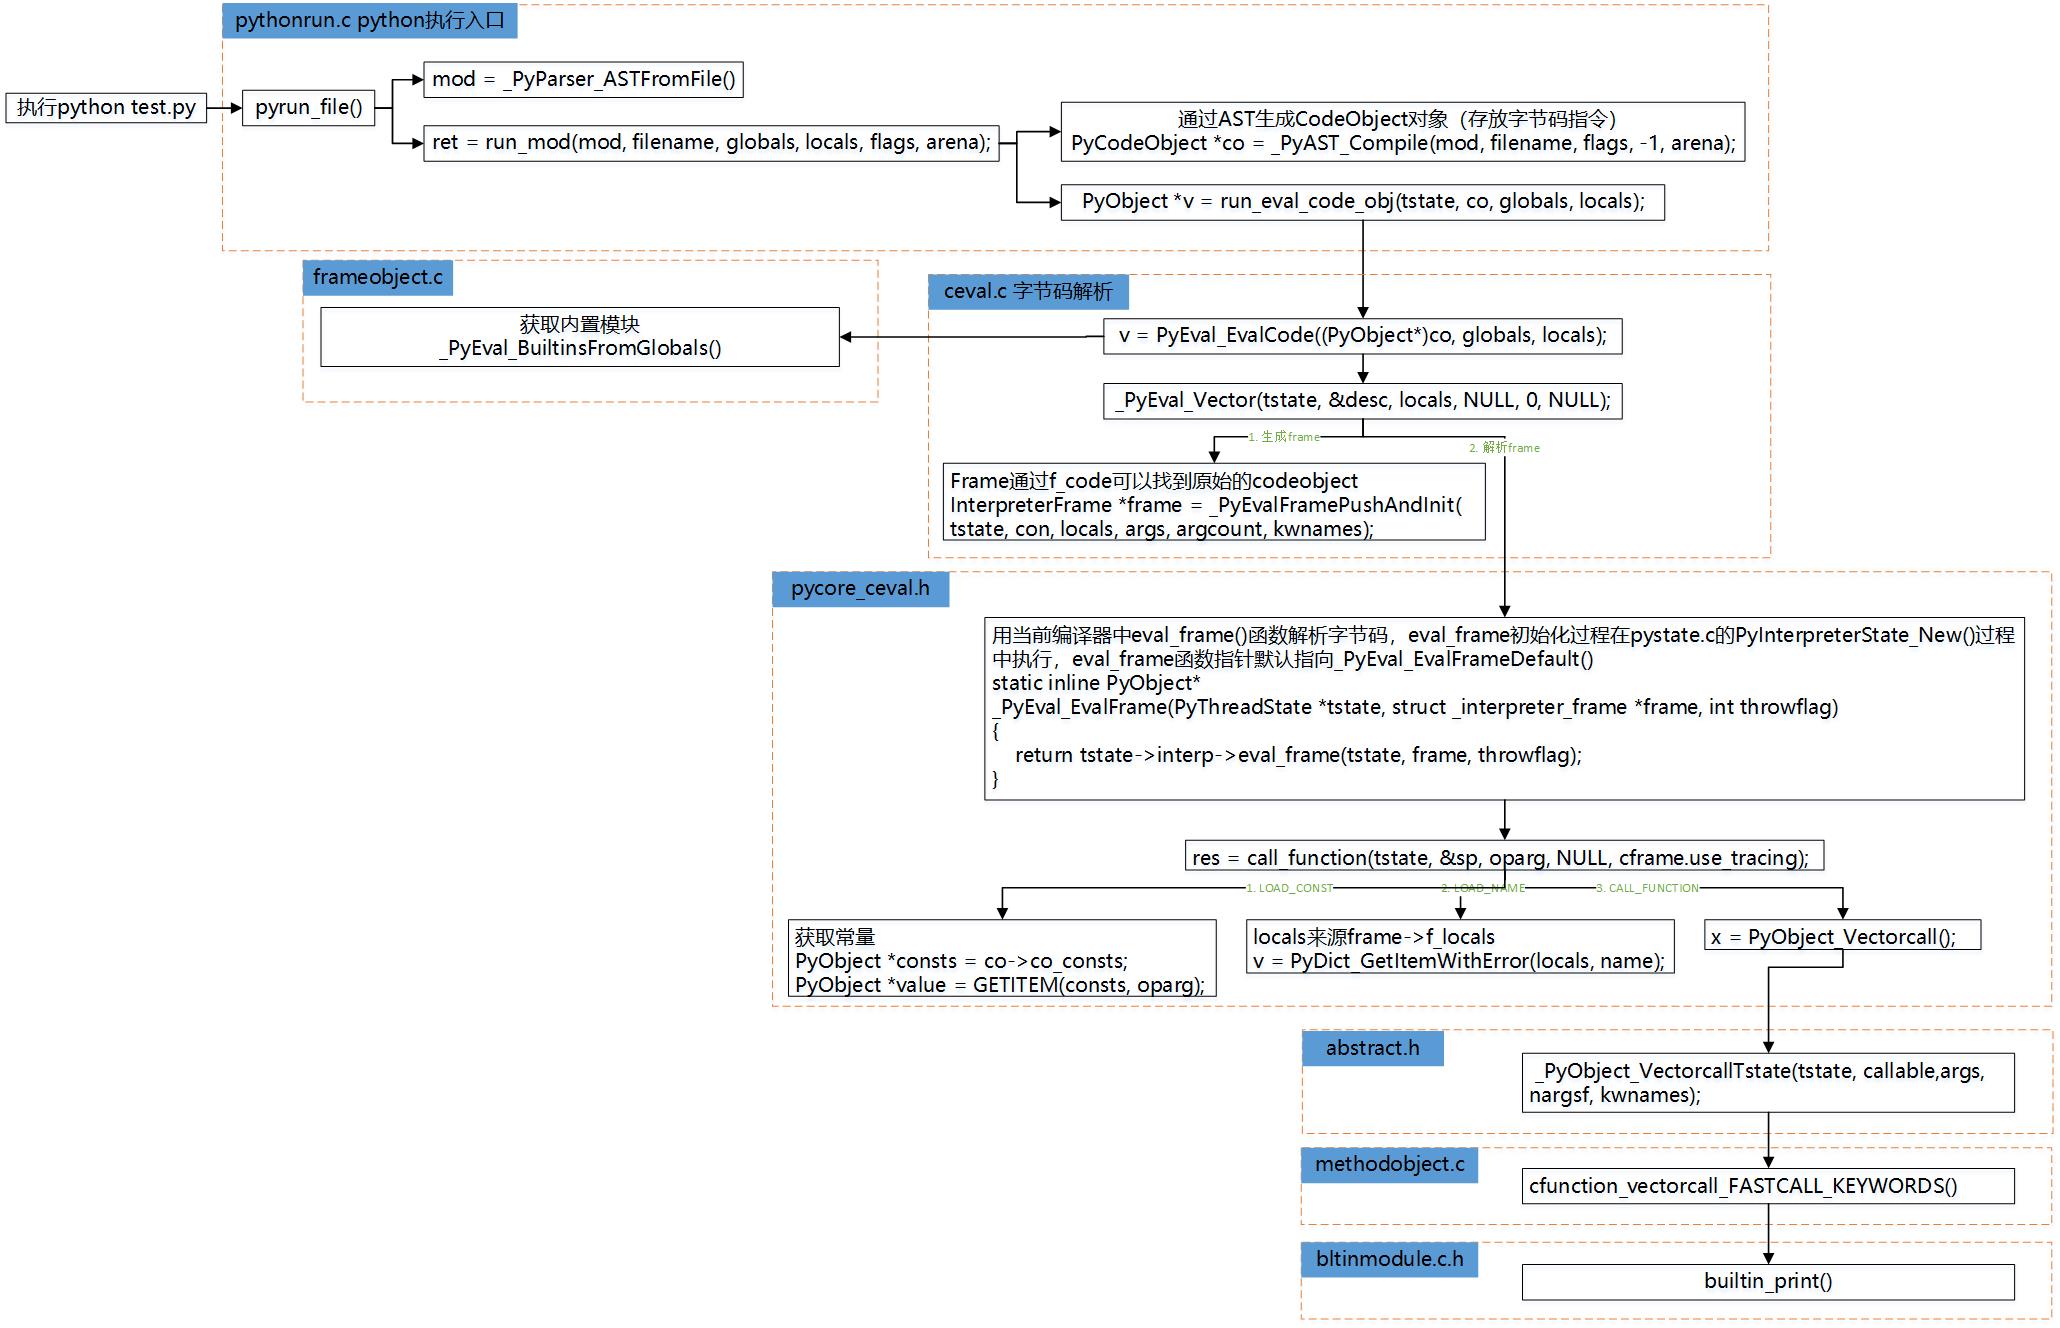 pythonrun.c python执行入口
执行python test.py
pyrun_file()
mod = _PyParser_ASTFromFile()
ret = run_mod(mod, filename, globals, locals, flags, arena);
通过AST生成CodeObject对象（存放字节码指令）
PyCodeObject *co = _PyAST_Compile(mod, filename, flags, -1, arena);
PyObject *v = run_eval_code_obj(tstate, co, globals, locals);
frameobject.c
获取内置模块
_PyEval_BuiltinsFromGlobals()
ceval.c 字节码解析
v = PyEval_EvalCode((PyObject*)co, globals, locals);
_PyEval_Vector(tstate, &desc, locals, NULL, 0, NULL);
1. 生成frame
2. 解析frame
Frame通过f_code可以找到原始的codeobject
InterpreterFrame *frame = _PyEvalFramePushAndInit(
tstate, con, locals, args, argcount, kwnames);
pycore_ceval.h
用当前编译器中eval_frame()函数解析字节码，eval_frame初始化过程在pystate.c的PyInterpreterState_New()过程
中执行，eval_frame函数指针默认指向_PyEval_EvalFrameDefault()
static inline PyObject*
_PyEval_EvalFrame(PyThreadState *tstate, struct _interpreter_frame *frame, int throwflag)
{
return tstate->interp->eval_frame(tstate, frame, throwflag);
}
res = call_function(tstate, &sp, oparg, NULL, cframe.use_tracing);
1. LOAD_CONST
2. LOAD_NAME
3. CALL_FUNCTION
获取常量
PyObject *consts = co->co_consts;
PyObject *value = GETITEM(consts, oparg);
locals来源frame->f_locals
v = PyDict_GetItemWithError(locals, name);
x = PyObject_Vectorcall();
abstract.h
_PyObject_VectorcallTstate(tstate, callable,args,
nargsf, kwnames);
methodobject.c
cfunction_vectorcall_FASTCALL_KEYWORDS()
bltinmodule.c.h
builtin_print()